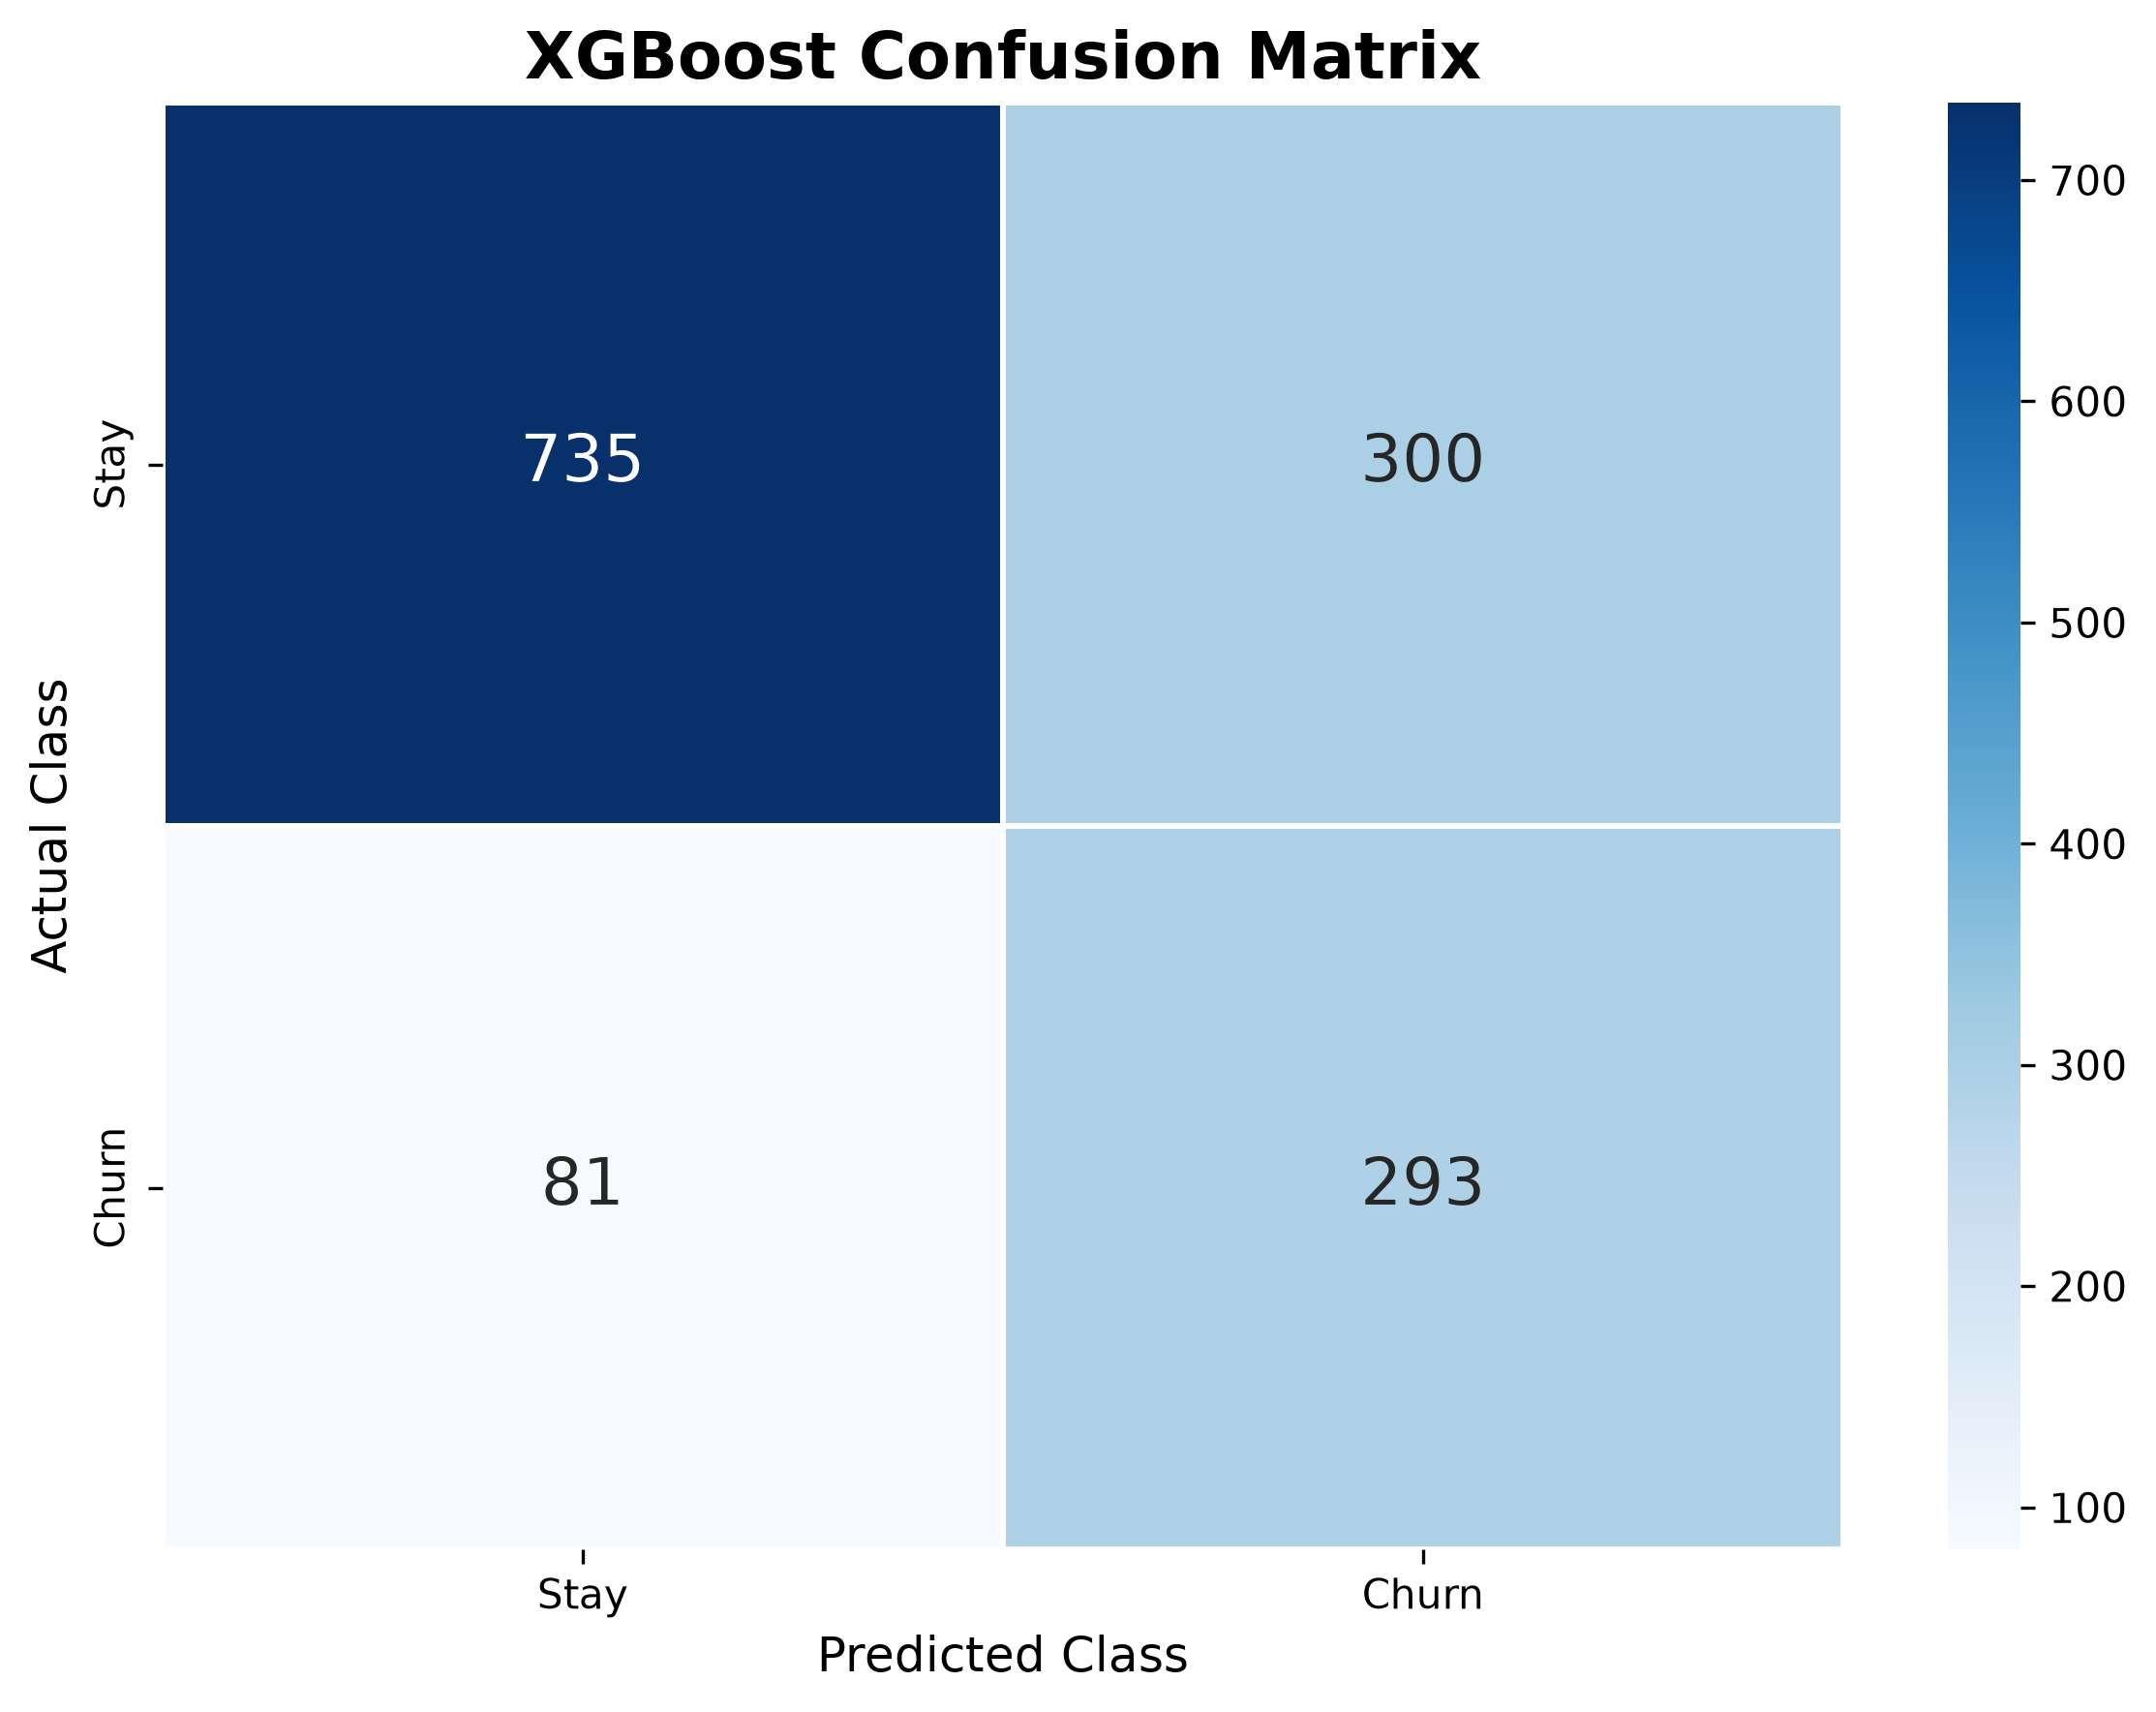 XGBoost Confusion Matrix
Actual Class
Stay
Churn
735
300
81
293
Stay
Churn
Predicted Class
700
600
500
400
300
200
100